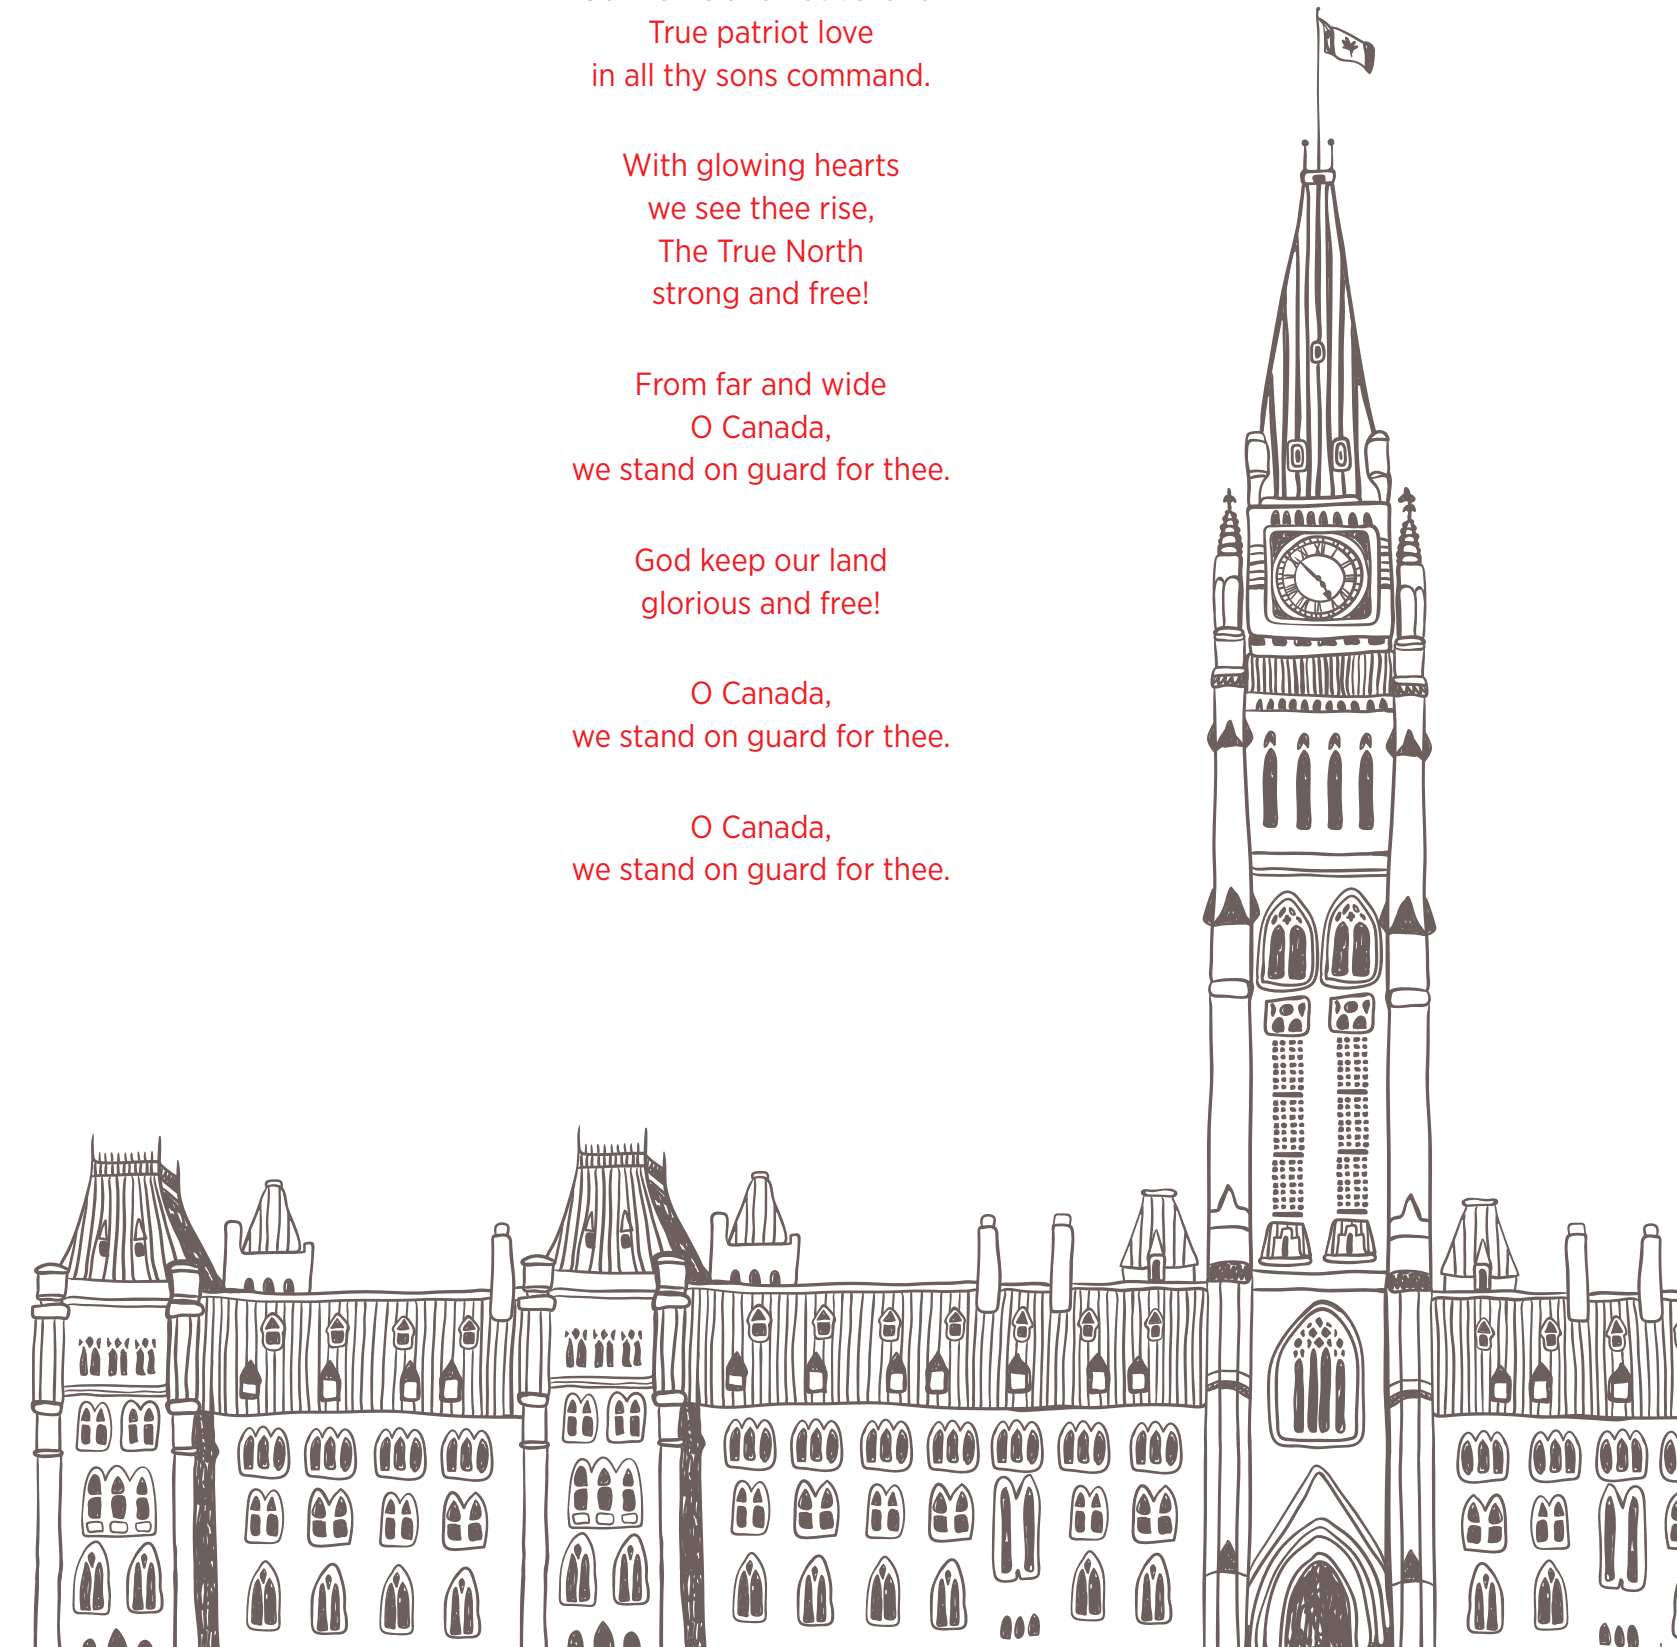 True patriot love
in all thy sons command.
With glowing hearts
we see thee rise,
The True North
strong and free!
From far and wide
O Canada,
we stand on guard for thee.
God keep our land
glorious and free!
O Canada,
we stand on guard for thee.
O Canada,
we stand on guard for thee.